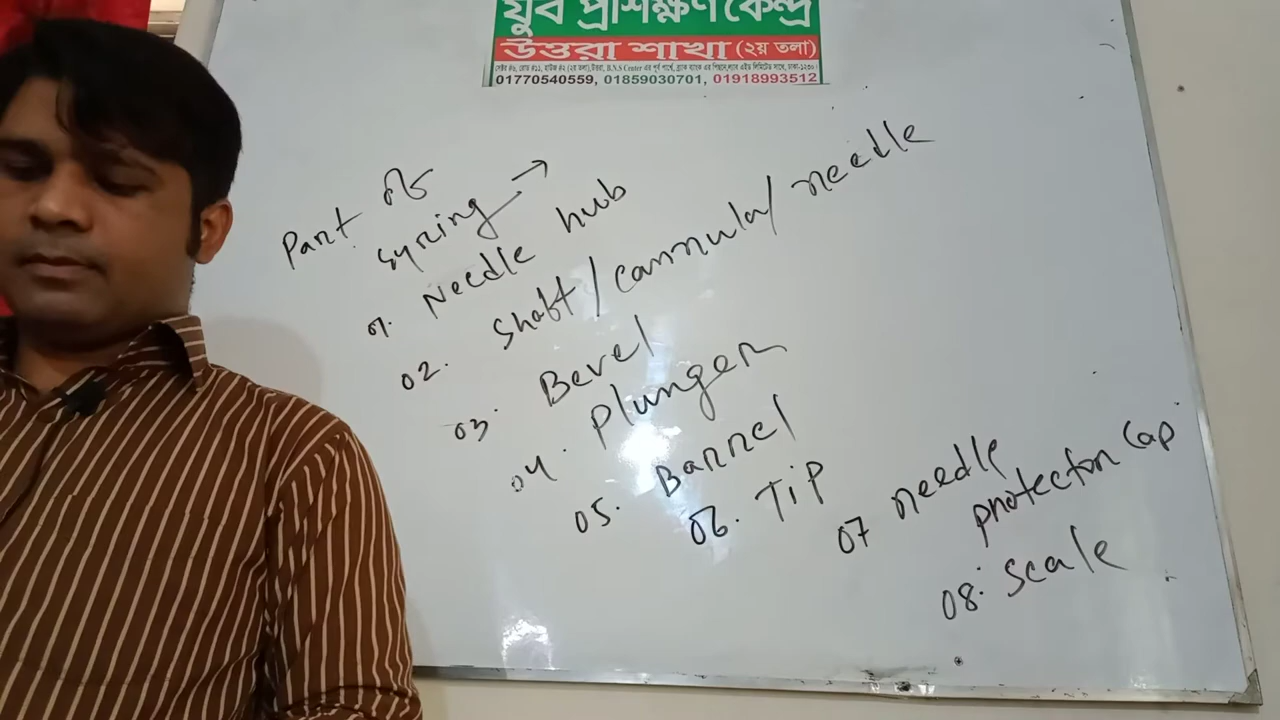 যুব প্রশিক্ষণ কেন্দ্র
উত্তরা শাখা (২য় তলা)
01770540559, 01859030701, 01918993512
Part of
Syring →
01. Needle hub
02. Shaft / cannula / needle
03. Bevel
04. Plunger
05. Barrel
06. Tip
07 needle
protector Cap
08. Scale